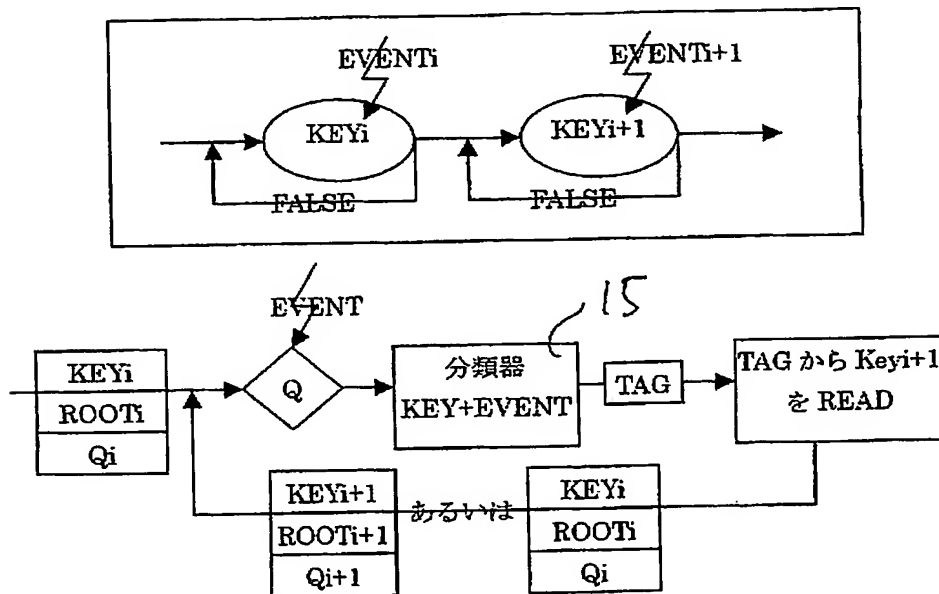 EVENTi
EVENTi+1
KEYi
KEYi+1
FALSE
FALSE
EVENT
15
KEYi
ROOTi
Qi
Q
分類器
KEY+EVENT
TAG
TAG から Keyi+1
を READ
KEYi+1
ROOTi+1
Qi+1
あるいは
KEYi
ROOTi
Qi